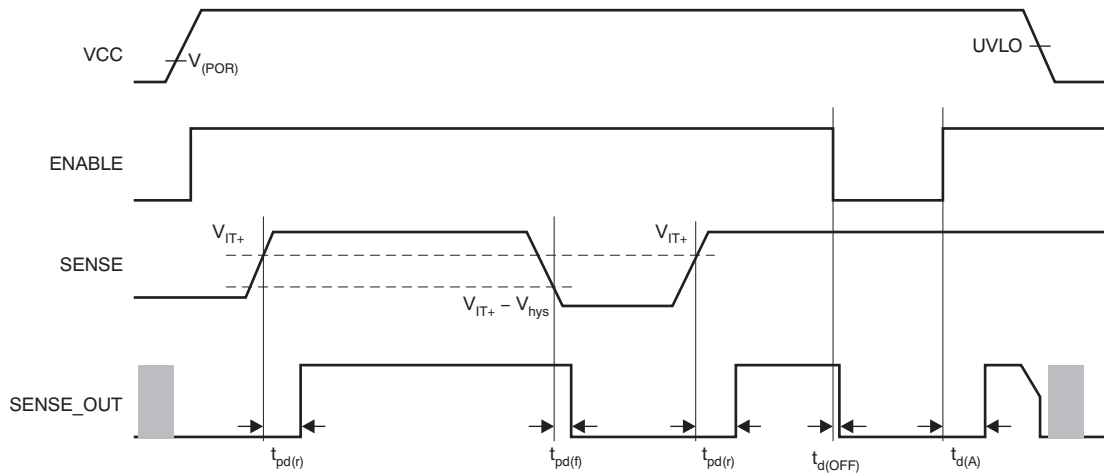 VCC
V(POR)
UVLO
ENABLE
VIT+
VIT+
SENSE
VIT+ – Vhys
SENSE_OUT
tpd(r)
tpd(f)
tpd(r)
td(OFF)
td(A)